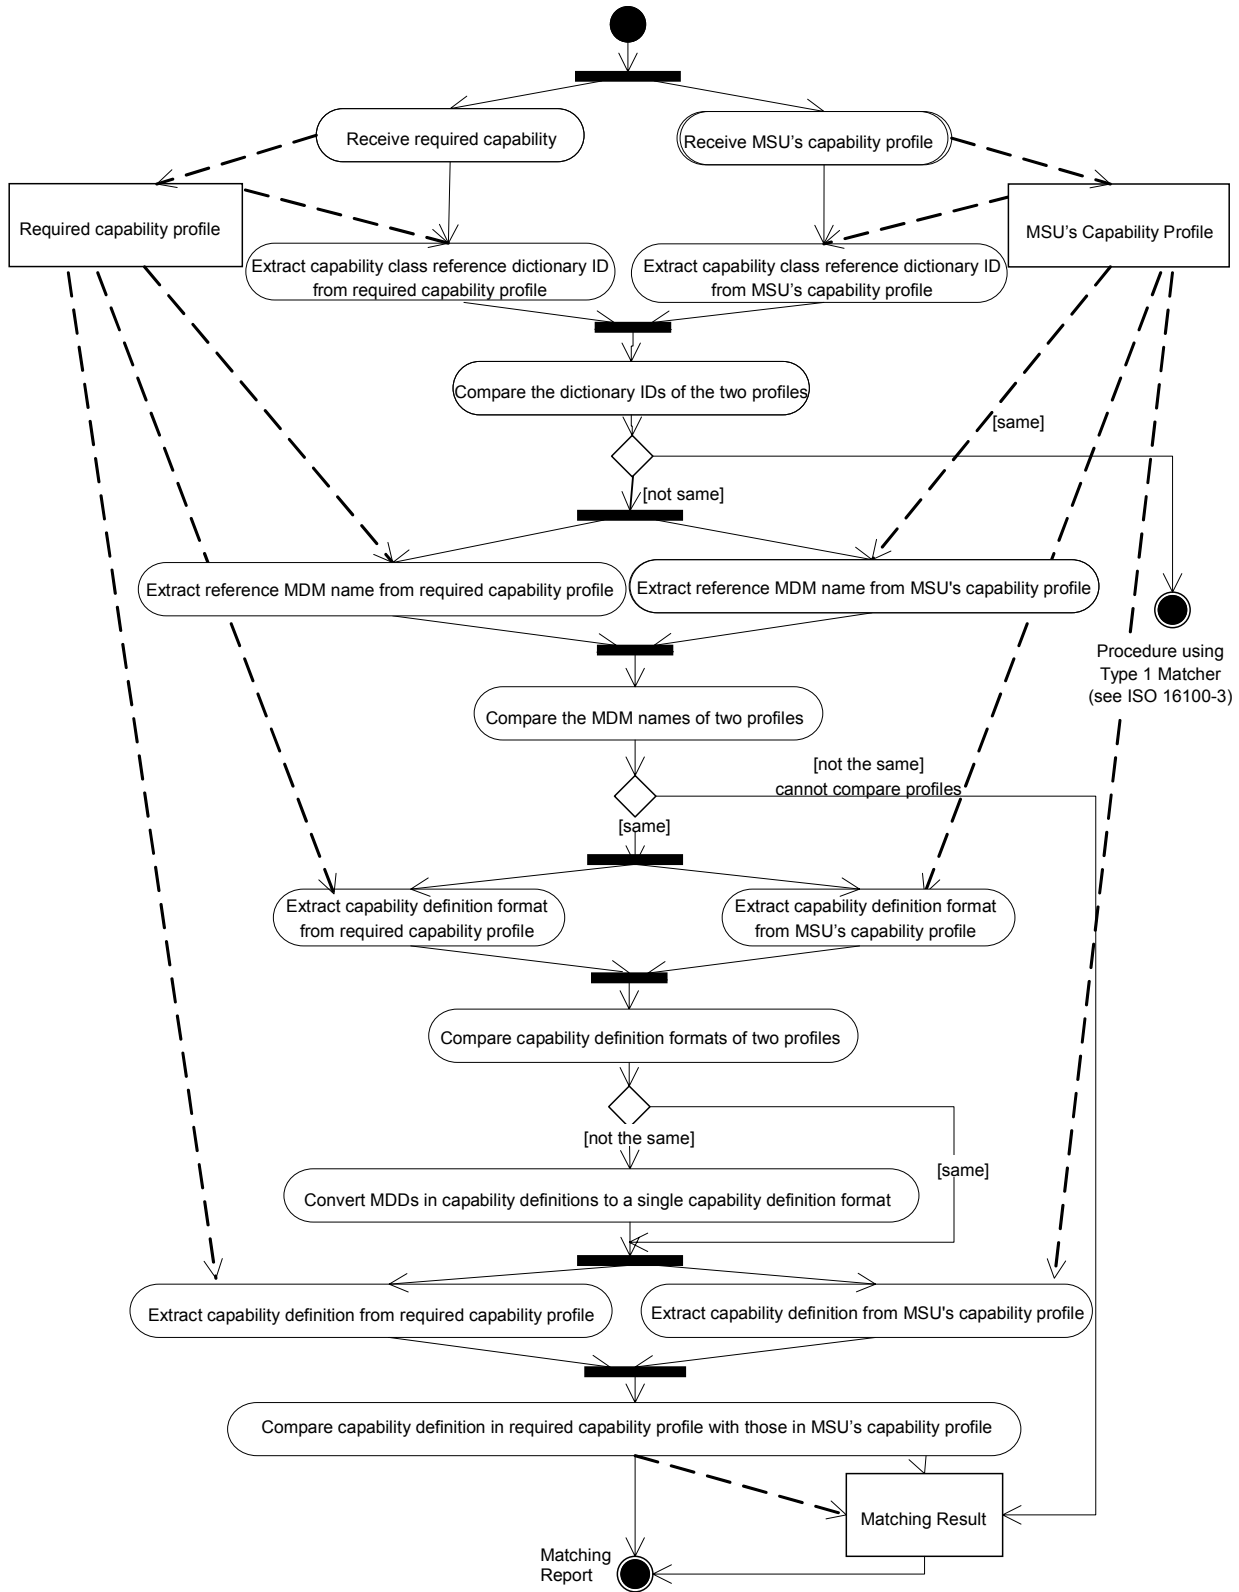 Receive required capability
Receive MSU's capability profile
Required capability profile
MSU's Capability Profile
Extract capability class reference dictionary ID
from required capability profile
Extract capability class reference dictionary ID
from MSU's capability profile
Compare the dictionary IDs of the two profiles
[same]
[not same]
Extract reference MDM name from required capability profile
Extract reference MDM name from MSU's capability profile
Procedure using
Type 1 Matcher
(see ISO 16100-3)
Compare the MDM names of two profiles
[not the same]
cannot compare profiles
[same]
Extract capability definition format
from required capability profile
Extract capability definition format
from MSU's capability profile
Compare capability definition formats of two profiles
[not the same]
[same]
Convert MDDs in capability definitions to a single capability definition format
Extract capability definition from required capability profile
Extract capability definition from MSU's capability profile
Compare capability definition in required capability profile with those in MSU's capability profile
Matching Result
Matching
Report